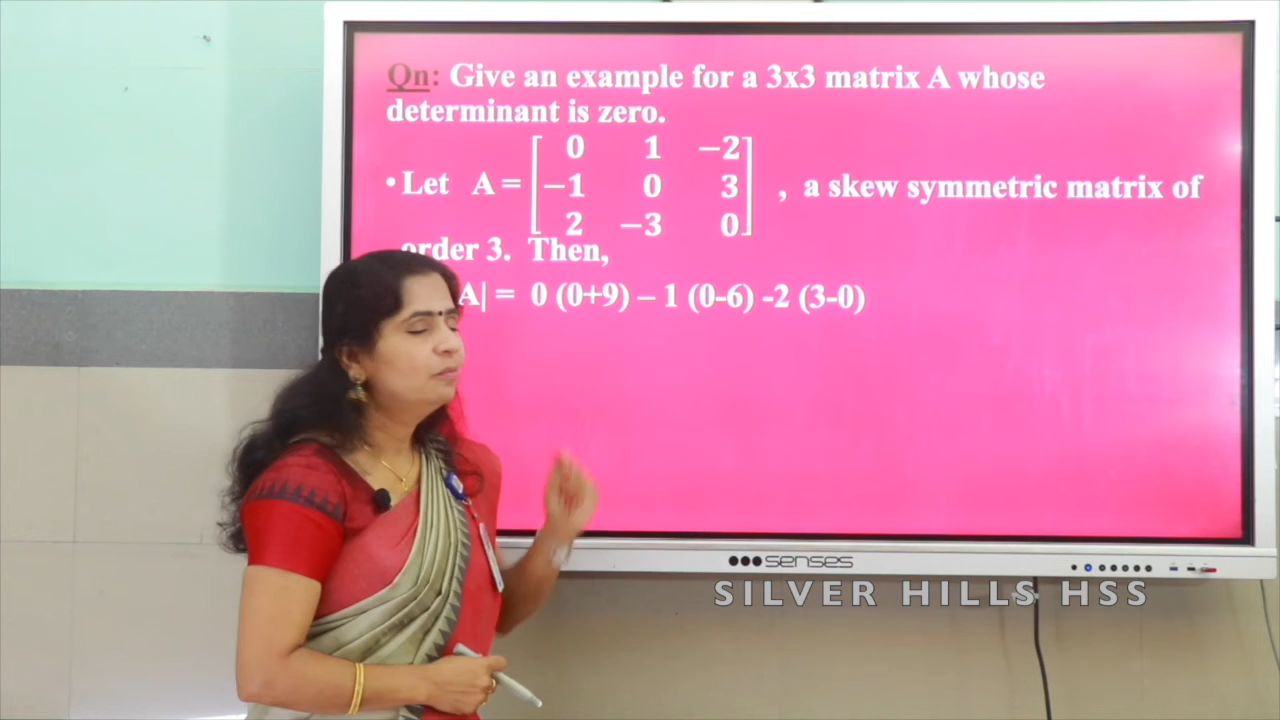 Qn: Give an example for a 3x3 matrix A whose
determinant is zero.
0 1 −2
• Let A = −1 0 3 , a skew symmetric matrix of
2 −3 0
order 3. Then,
A| = 0 (0+9) – 1 (0-6) -2 (3-0)
senses
SILVER HILLS HSS